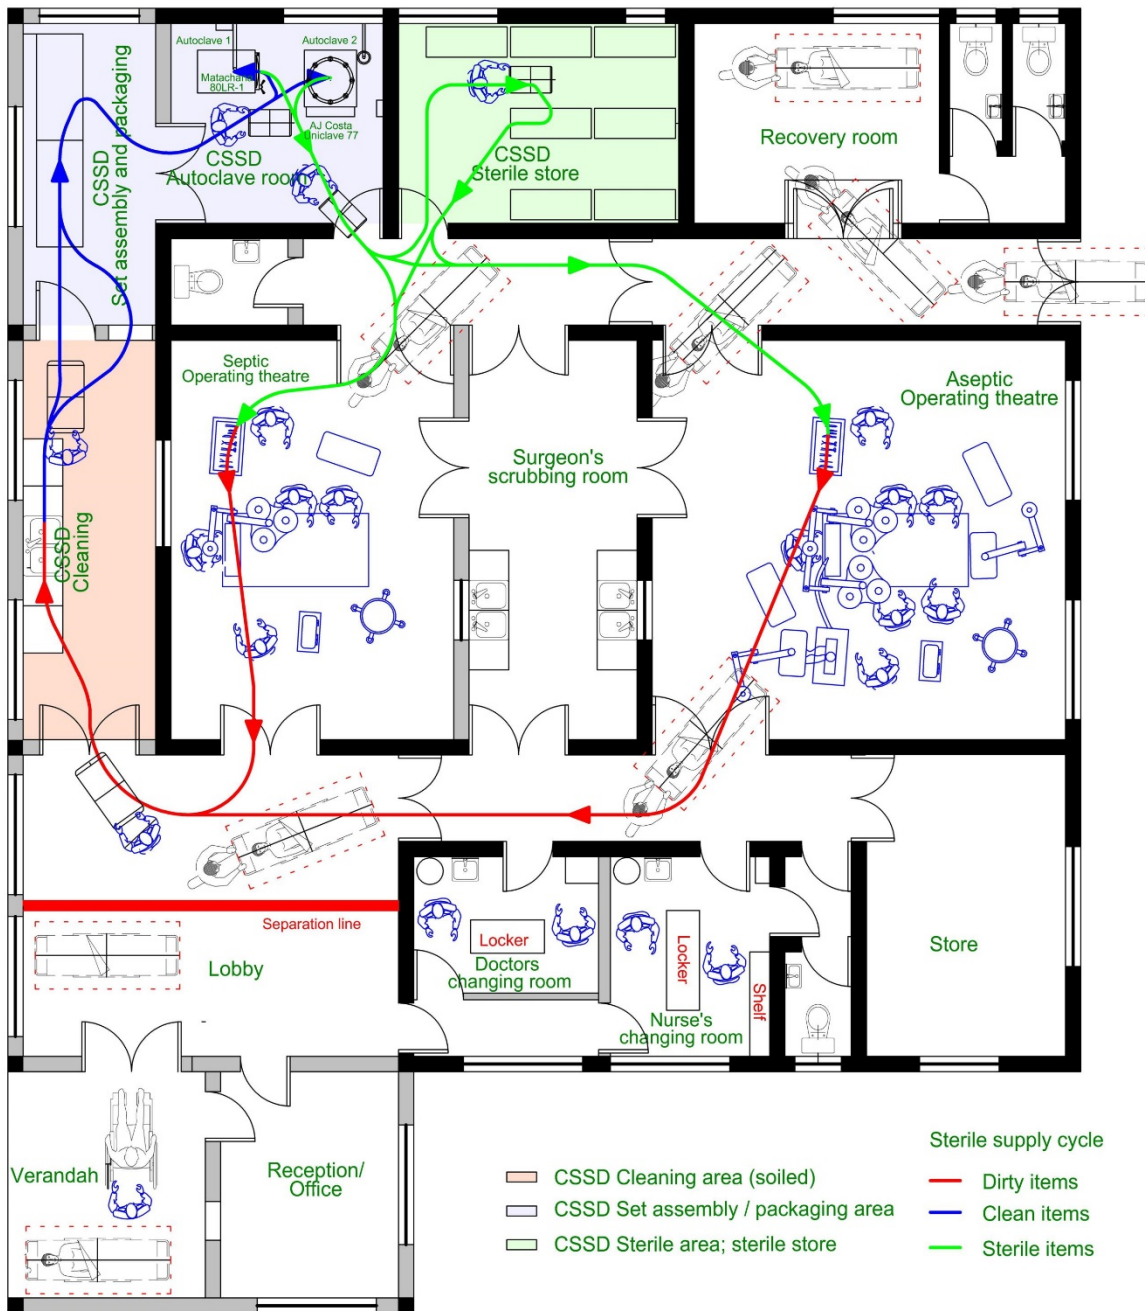 Autoclave 1
Autoclave 2
Matachana
80LR-1
AJ Costa
Uniclave 77
CSSD
Autoclave room
CSSD
Set assembly and packaging
CSSD
Sterile store
Recovery room
Septic
Operating theatre
Aseptic
Operating theatre
Surgeon's
scrubbing room
CSSD
Cleaning
Separation line
Lobby
Locker
Doctors
changing room
Locker
Shelf
Nurse's
changing room
Store
Verandah
Reception/
Office
CSSD Cleaning area (soiled)
CSSD Set assembly / packaging area
CSSD Sterile area; sterile store
Sterile supply cycle
Dirty items
Clean items
Sterile items